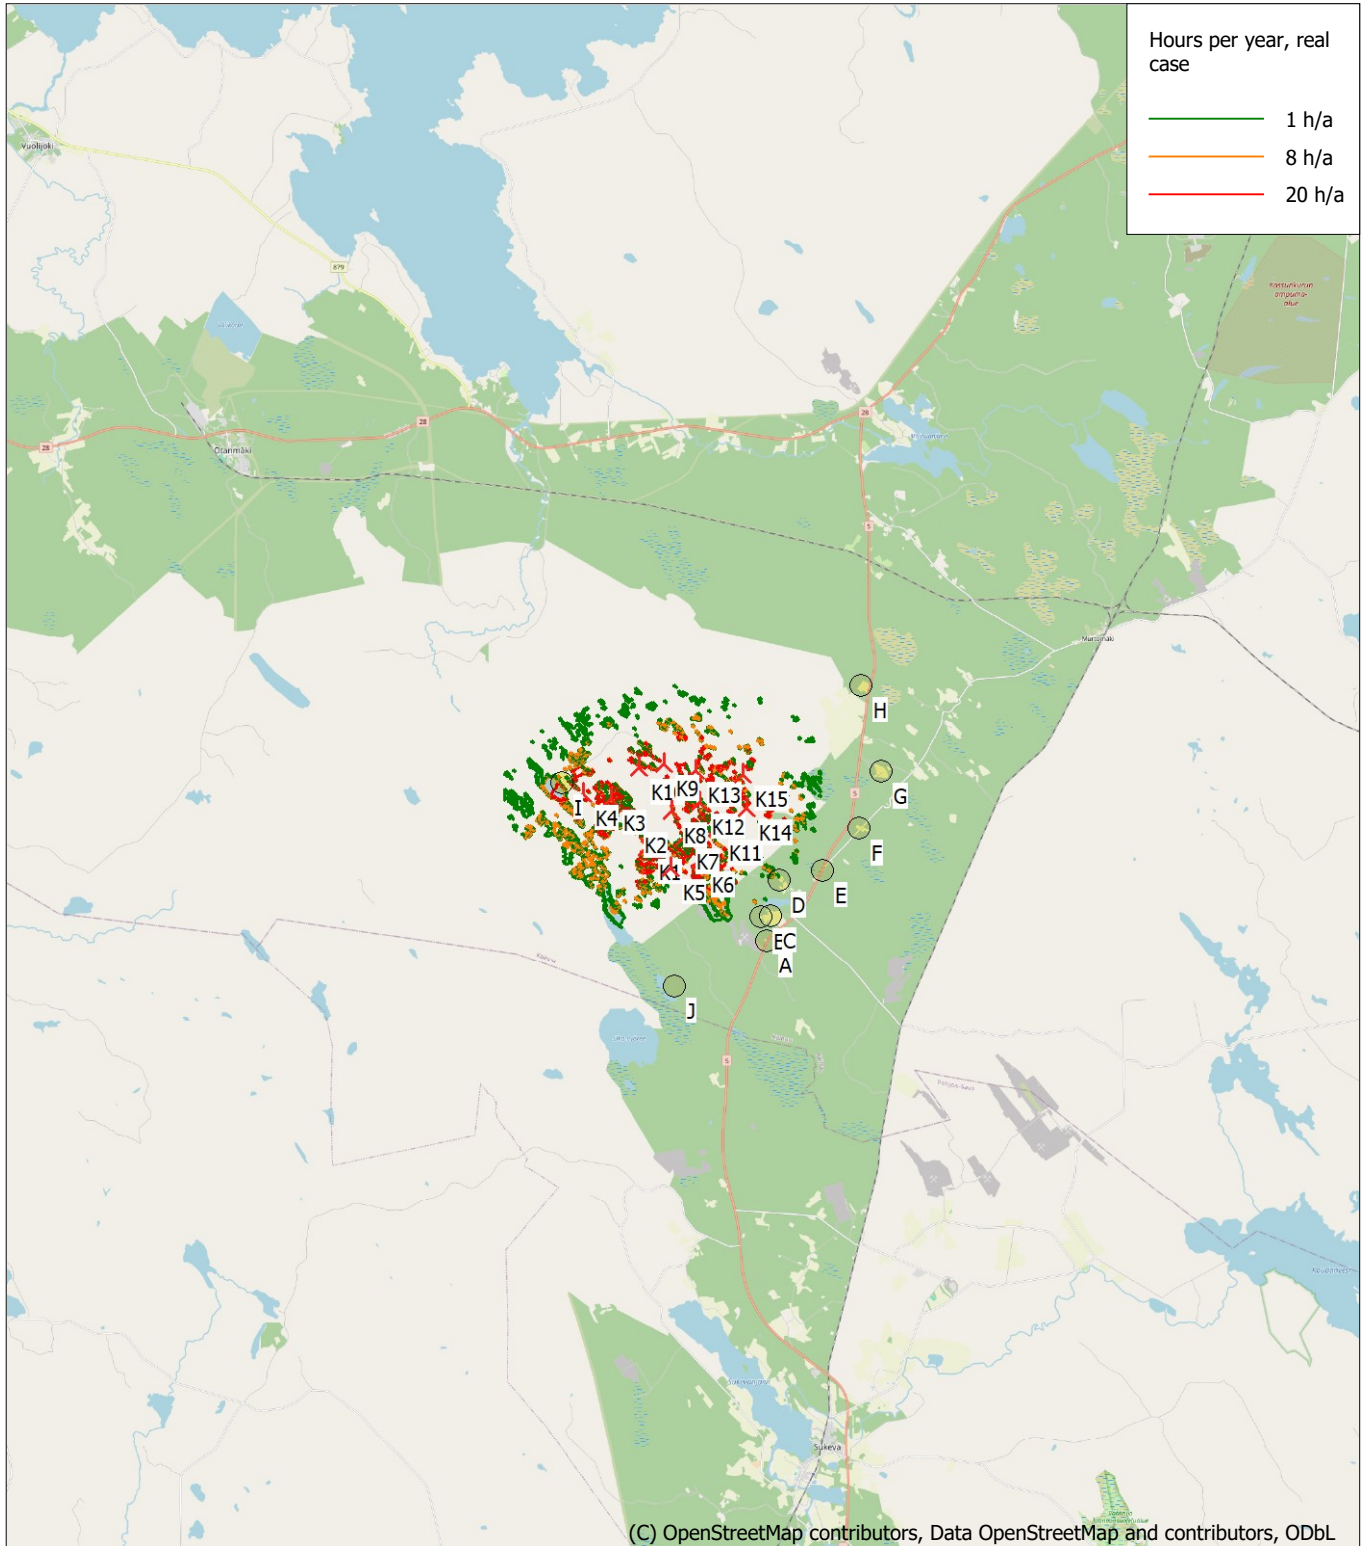 Hours per year, real
case
1 h/a
8 h/a
20 h/a
Vuolijoki
879
28
28
28
Otanmäki
5
Murtomäki
H
G
5
I
K4
K3
K1
K9
K13
K15
K2
K8
K12
K14
K1
K7
K11
K5
K6
F
E
D
C
A
J
5
Pohjois-Savo
Sukeva
(C) OpenStreetMap contributors, Data OpenStreetMap and contributors, ODbL